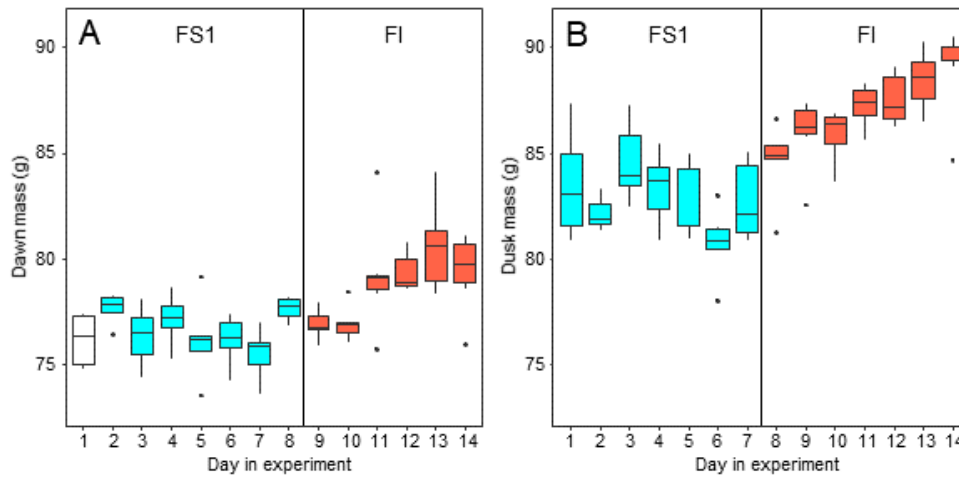 A
FS1
FI
Dawn mass (g)
90
85
80
75
1 2 3 4 5 6 7 8 9 10 11 12 13 14
Day in experiment
B
FS1
FI
Dusk mass (g)
90
85
80
75
1 2 3 4 5 6 7 8 9 10 11 12 13 14
Day in experiment